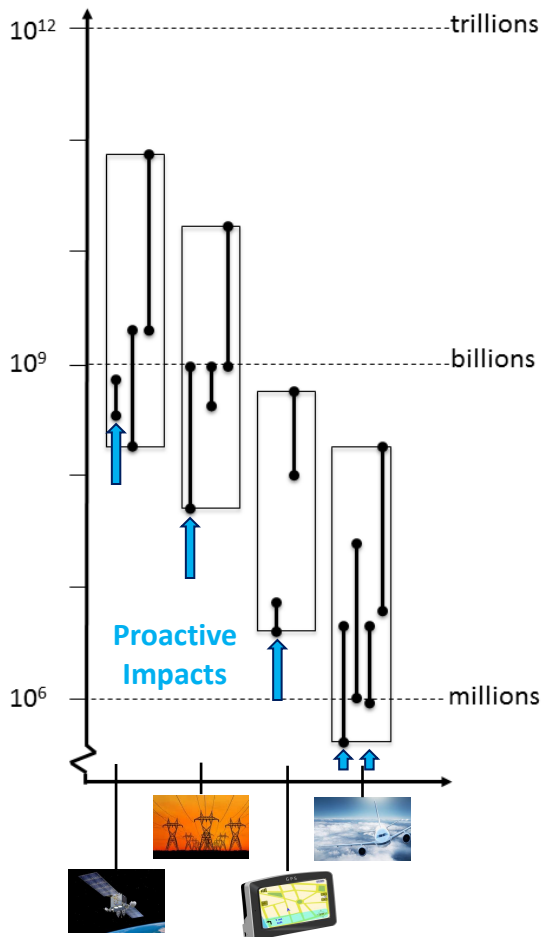 10¹² trillions
10⁹ billions
Proactive
Impacts
10⁶ millions
GPS